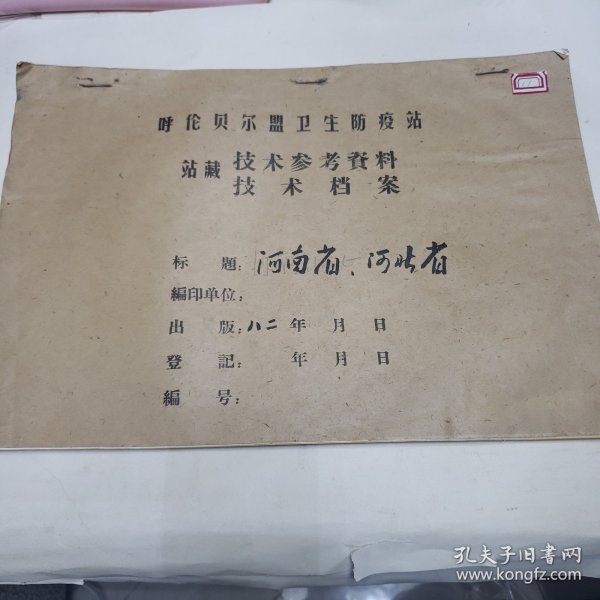 呼伦贝尔盟卫生防疫站
站藏 技术参考資料
技术档案
标题：河南省、河北省
編印单位：
出版：八二年 月 日
登記： 年 月 日
編号：
孔夫子旧书网
www.kongfz.com